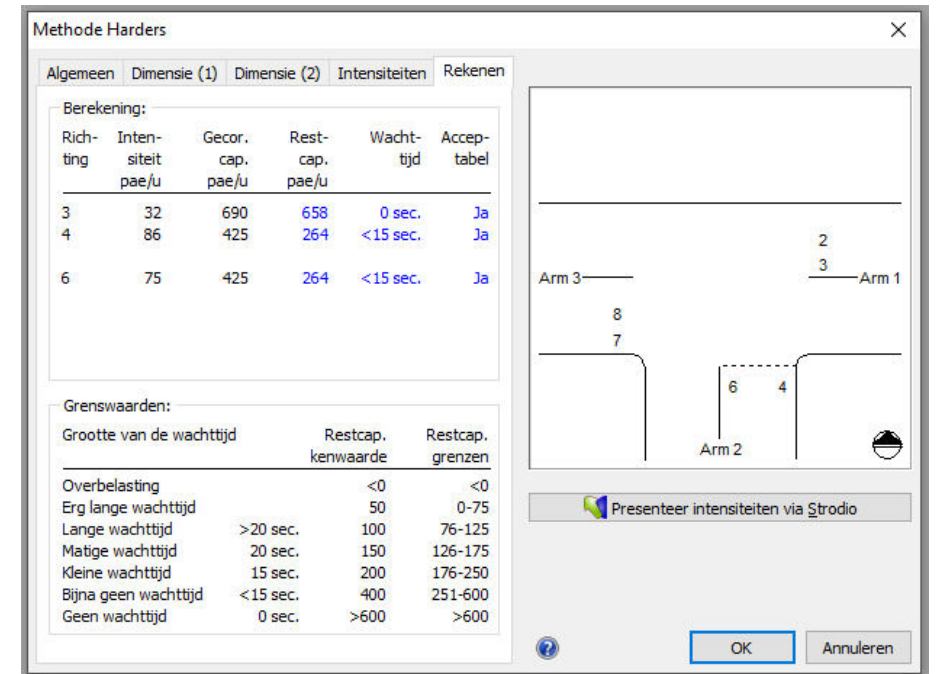 Methode Harders
Algemeen Dimensie (1) Dimensie (2) Intensiteiten Rekenen
Berekening:
Rich- Inten- Gecor. Rest- Wacht- Accep-
ting siteit cap. cap. tijd tabel
pae/u pae/u pae/u
3 32 690 658 0 sec. Ja
4 86 425 264 <15 sec. Ja
6 75 425 264 <15 sec. Ja
Grenswaarden:
Grootte van de wachttijd Restcap. Restcap.
kenwaarde grenzen
Overbelasting <0 <0
Erg lange wachttijd 50 0-75
Lange wachttijd >20 sec. 100 76-125
Matige wachttijd 20 sec. 150 126-175
Kleine wachttijd 15 sec. 200 176-250
Bijna geen wachttijd <15 sec. 400 251-600
Geen wachttijd 0 sec. >600 >600
2
3
Arm 3 Arm 1
8
7
6 4
Arm 2
Presenteer intensiteiten via Strodio
?
OK Annuleren